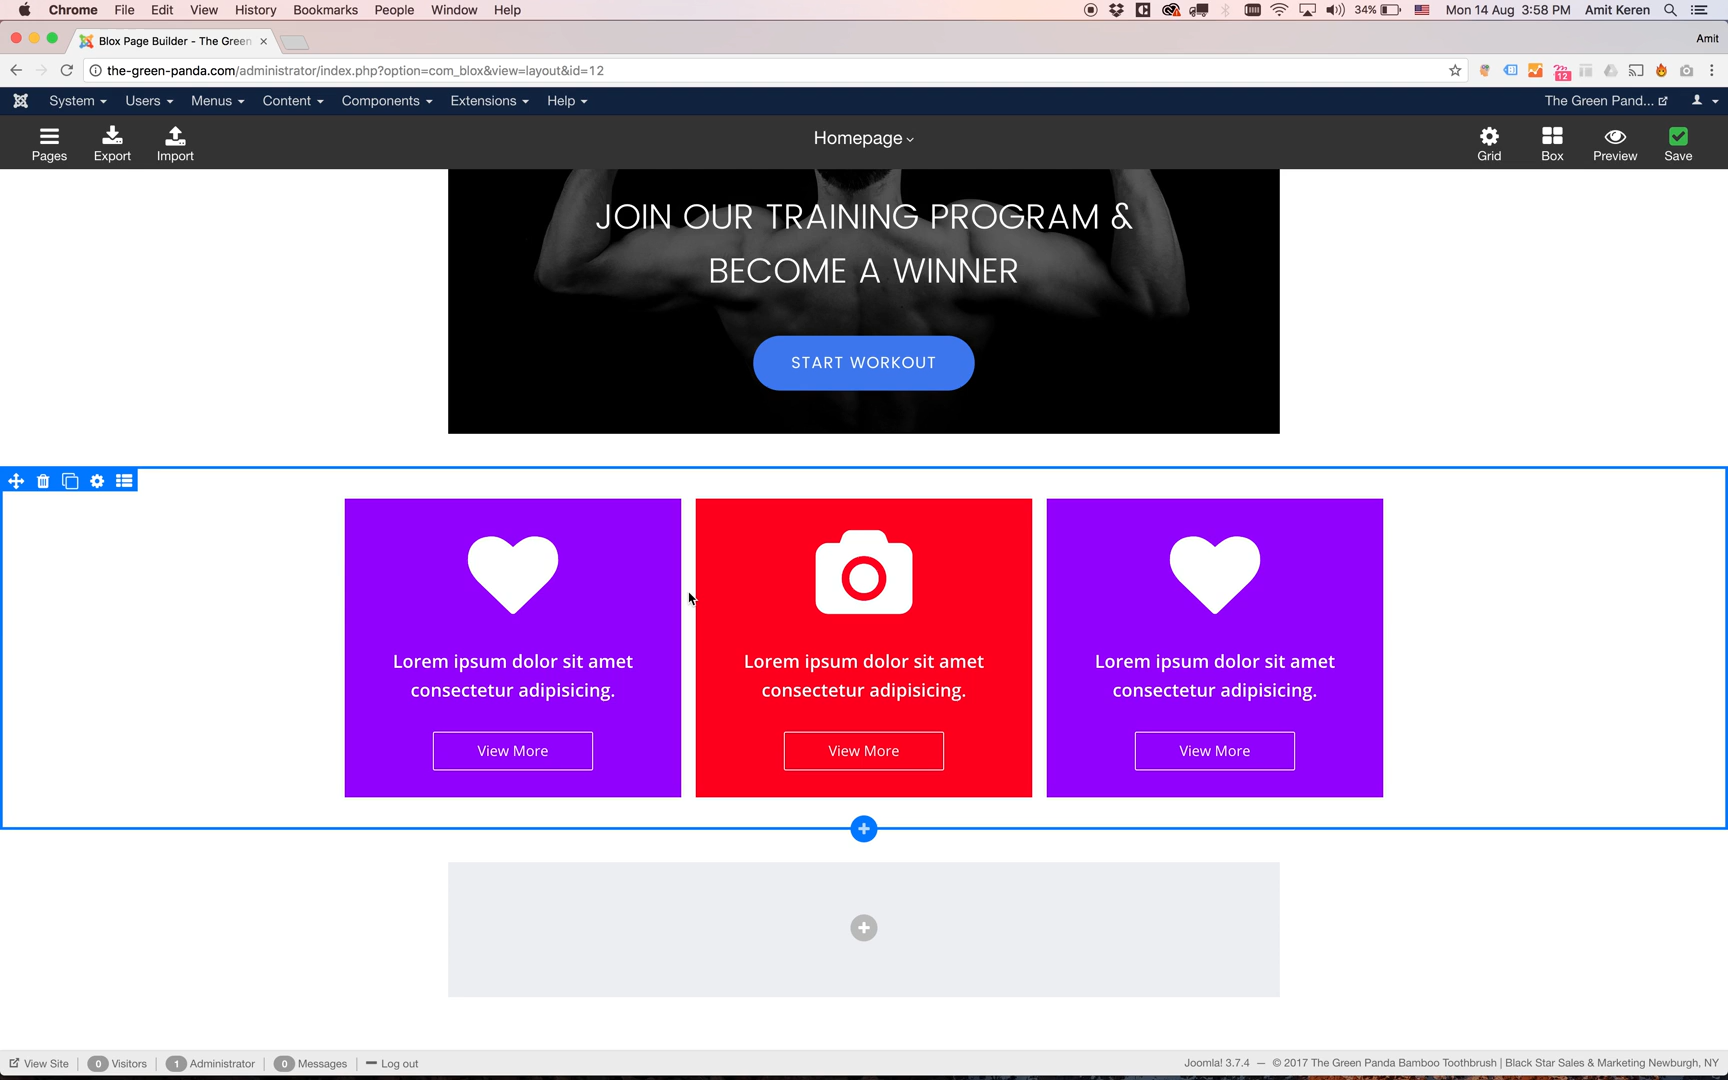 Chrome File Edit View History Bookmarks People Window Help 34% Mon 14 Aug 3:58 PM Amit Keren
Blox Page Builder - The Green Amit
the-green-panda.com/administrator/index.php?option=com_blox&view=layout&id=12 12
System Users Menus Content Components Extensions Help The Green Pand...
Pages Export Import Homepage Grid Box Preview Save
JOIN OUR TRAINING PROGRAM &
BECOME A WINNER
START WORKOUT
Lorem ipsum dolor sit amet
consectetur adipisicing.
View More
Lorem ipsum dolor sit amet
consectetur adipisicing.
View More
Lorem ipsum dolor sit amet
consectetur adipisicing.
View More
View Site 0 Visitors 1 Administrator 0 Messages Log out Joomla! 3.7.4 — © 2017 The Green Panda Bamboo Toothbrush | Black Star Sales & Marketing Newburgh, NY